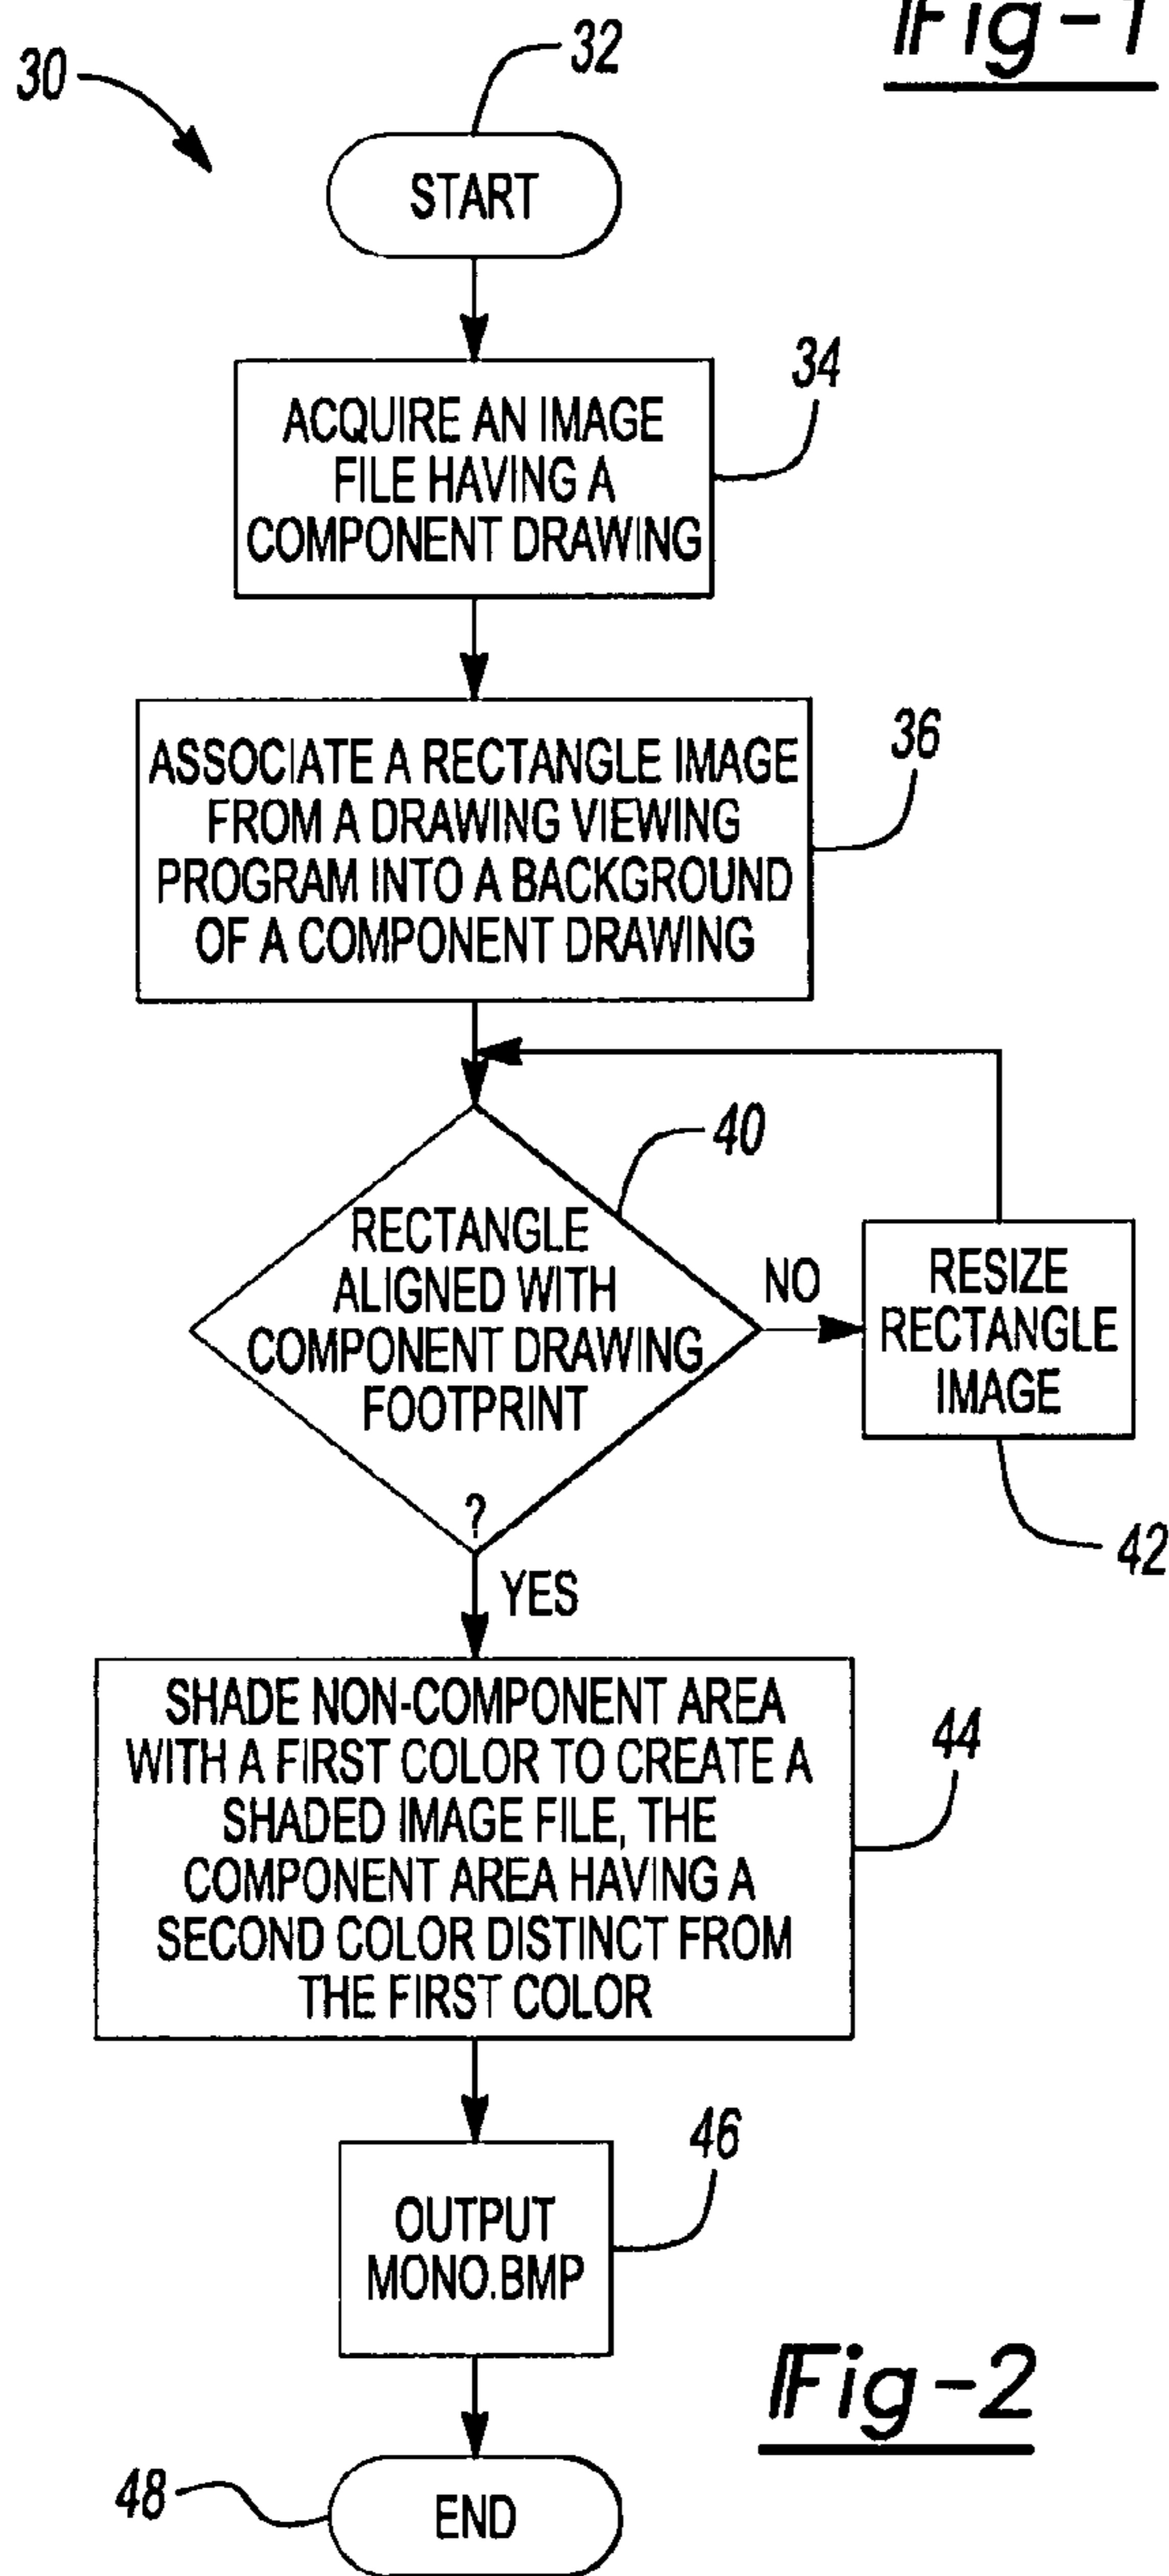 Fig-1
30
32
START
34
ACQUIRE AN IMAGE
FILE HAVING A
COMPONENT DRAWING
36
ASSOCIATE A RECTANGLE IMAGE
FROM A DRAWING VIEWING
PROGRAM INTO A BACKGROUND
OF A COMPONENT DRAWING
40
RECTANGLE
ALIGNED WITH
COMPONENT DRAWING
FOOTPRINT
?
NO
RESIZE
RECTANGLE
IMAGE
42
YES
44
SHADE NON-COMPONENT AREA
WITH A FIRST COLOR TO CREATE A
SHADED IMAGE FILE, THE
COMPONENT AREA HAVING A
SECOND COLOR DISTINCT FROM
THE FIRST COLOR
46
OUTPUT
MONO.BMP
Fig-2
48
END